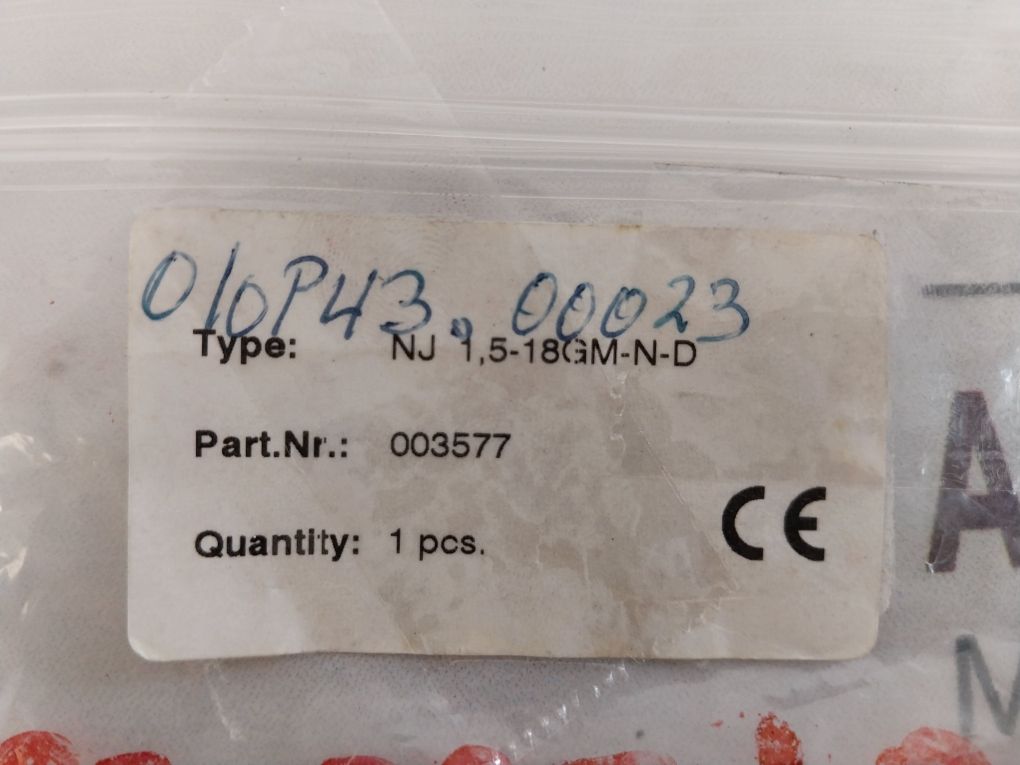 010P43.00023
Type: NJ 1,5-18GM-N-D
Part.Nr.: 003577
Quantity: 1 pcs.
CE
A
M